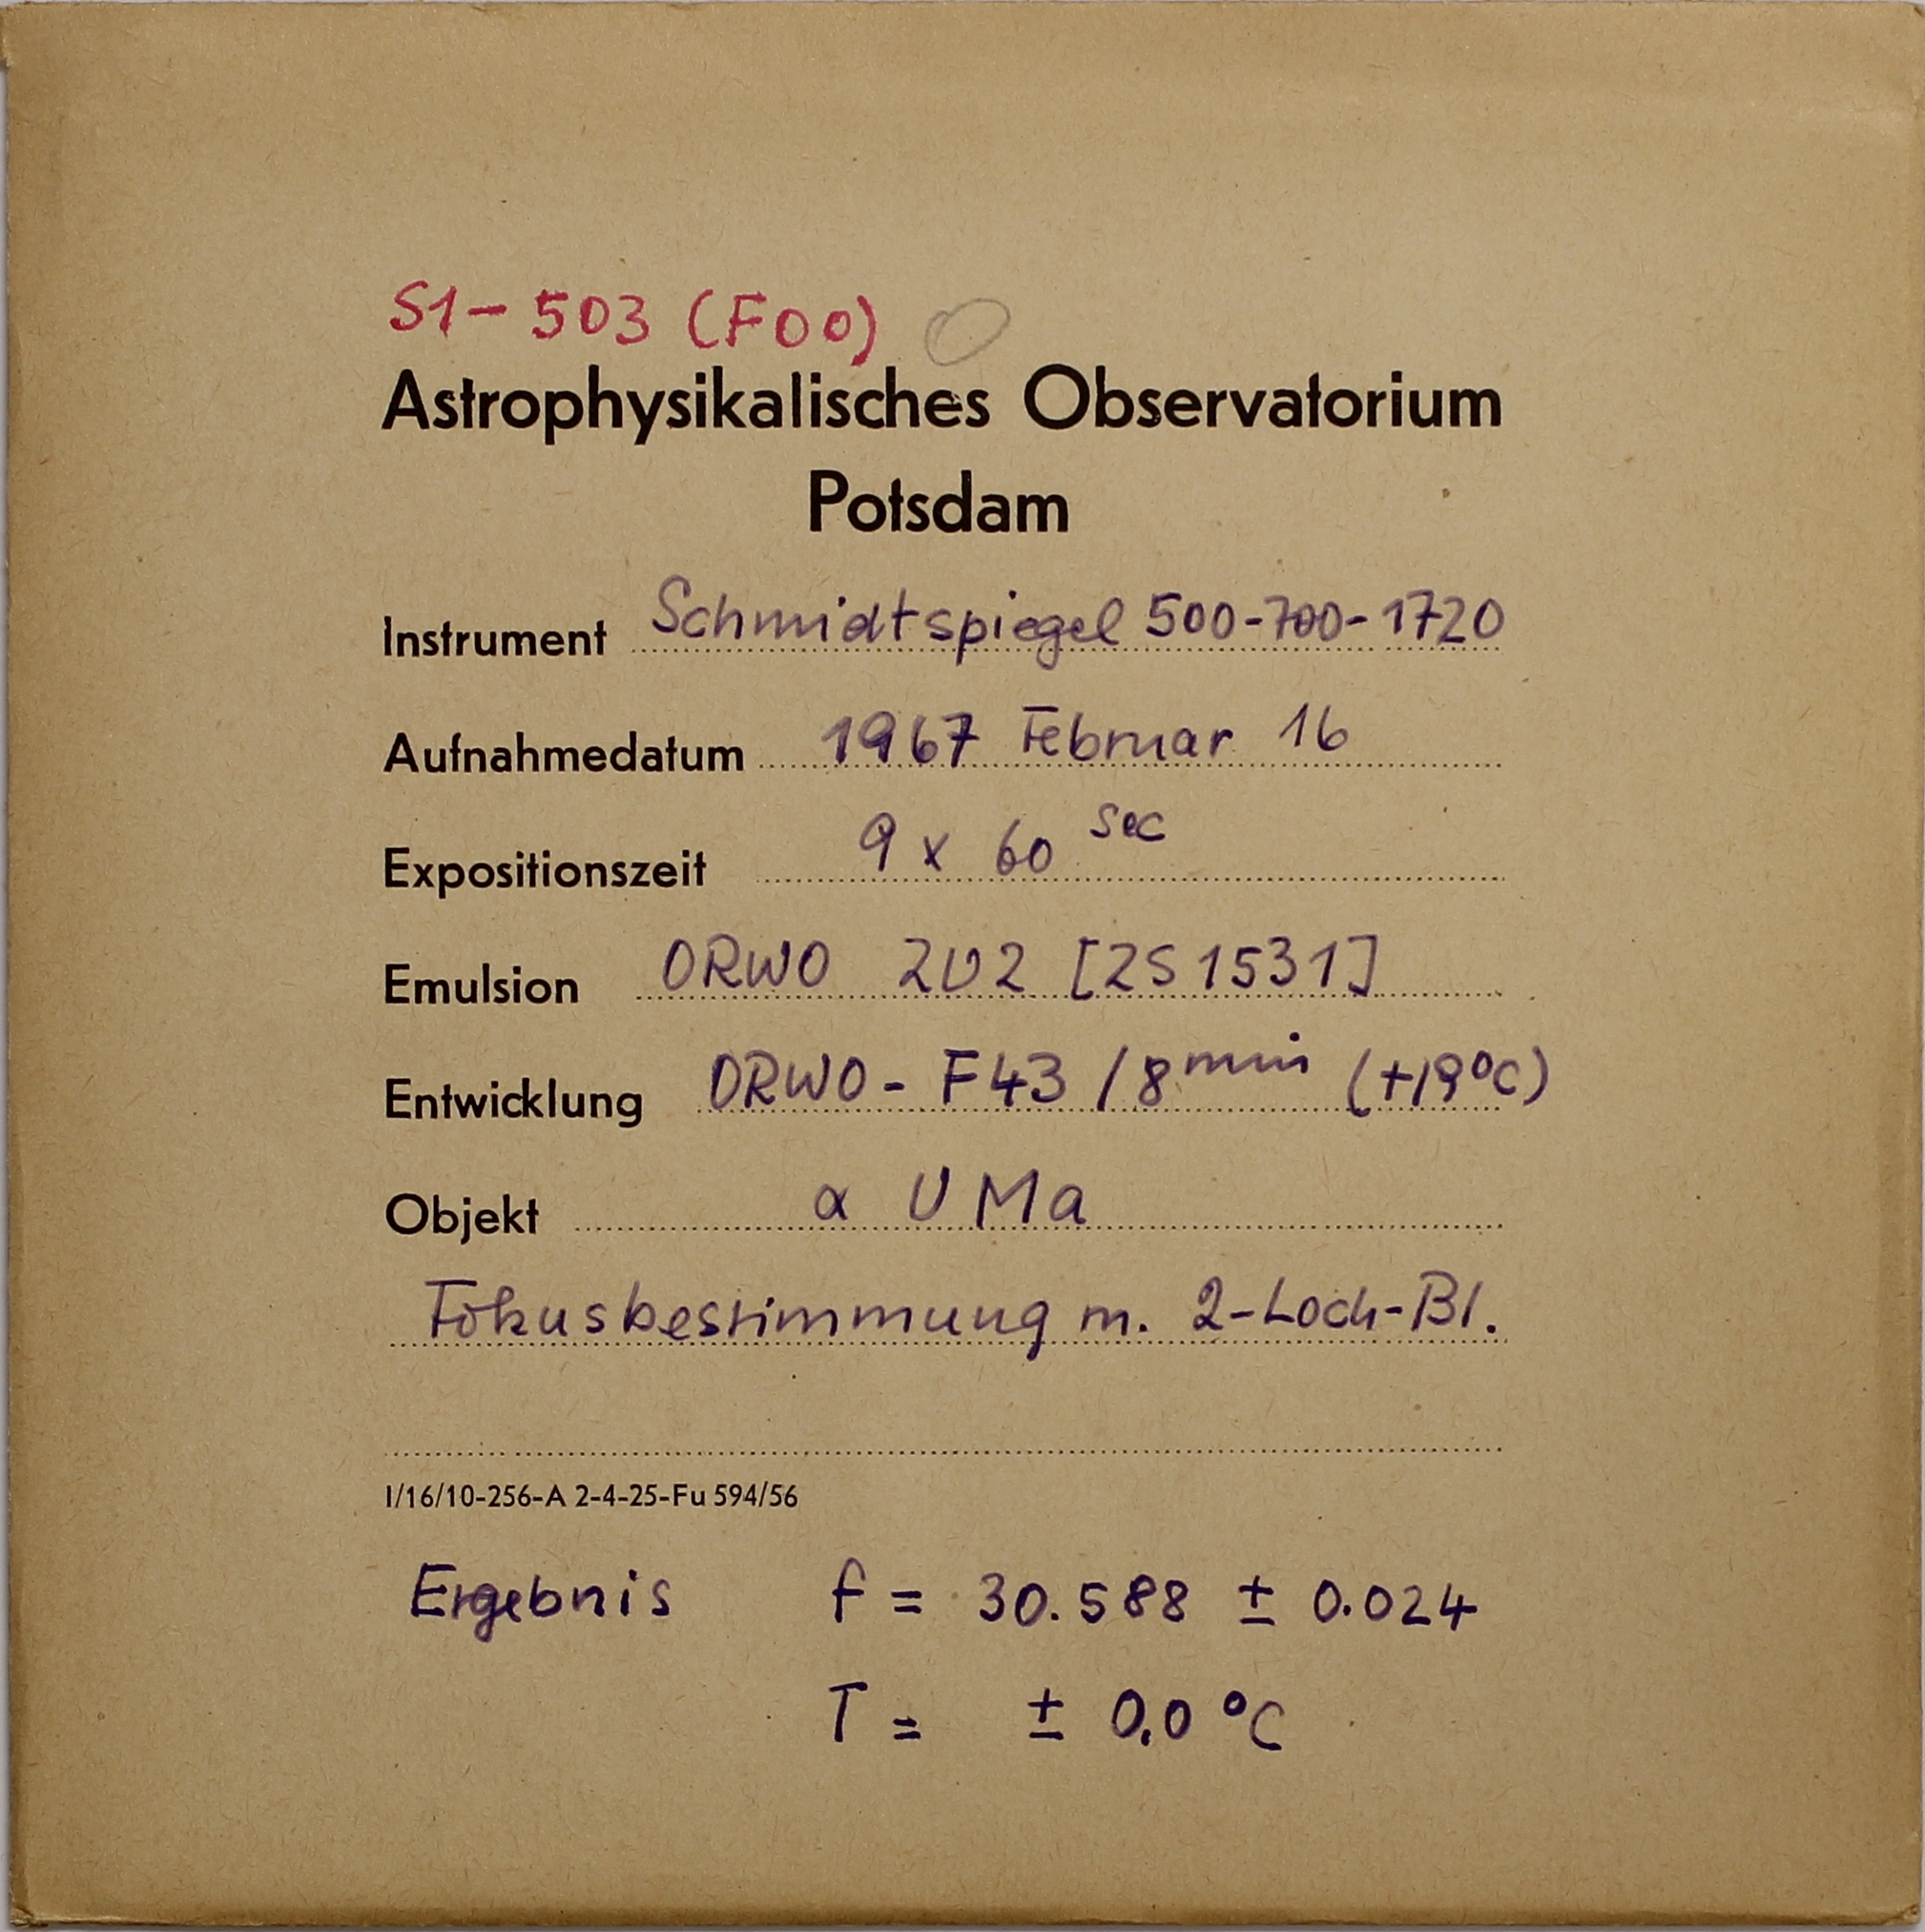 S1-503 (F00)
Astrophysikalisches Observatorium
Potsdam
Instrument Schmidtspiegel 500-700-1720
Aufnahmedatum 1967 Februar 16
Expositionszeit 9 x 60 sec
Emulsion ORWO ZU2 [ZS1531]
Entwicklung ORWO-F43 / 8 min (+19°C)
Objekt α UMa
Fokusbestimmung m. 2-Loch-Bl.
I/16/10-256-A 2-4-25-Fu 594/56
Ergebnis f = 30.588 ± 0.024
T = ± 0,0 °C